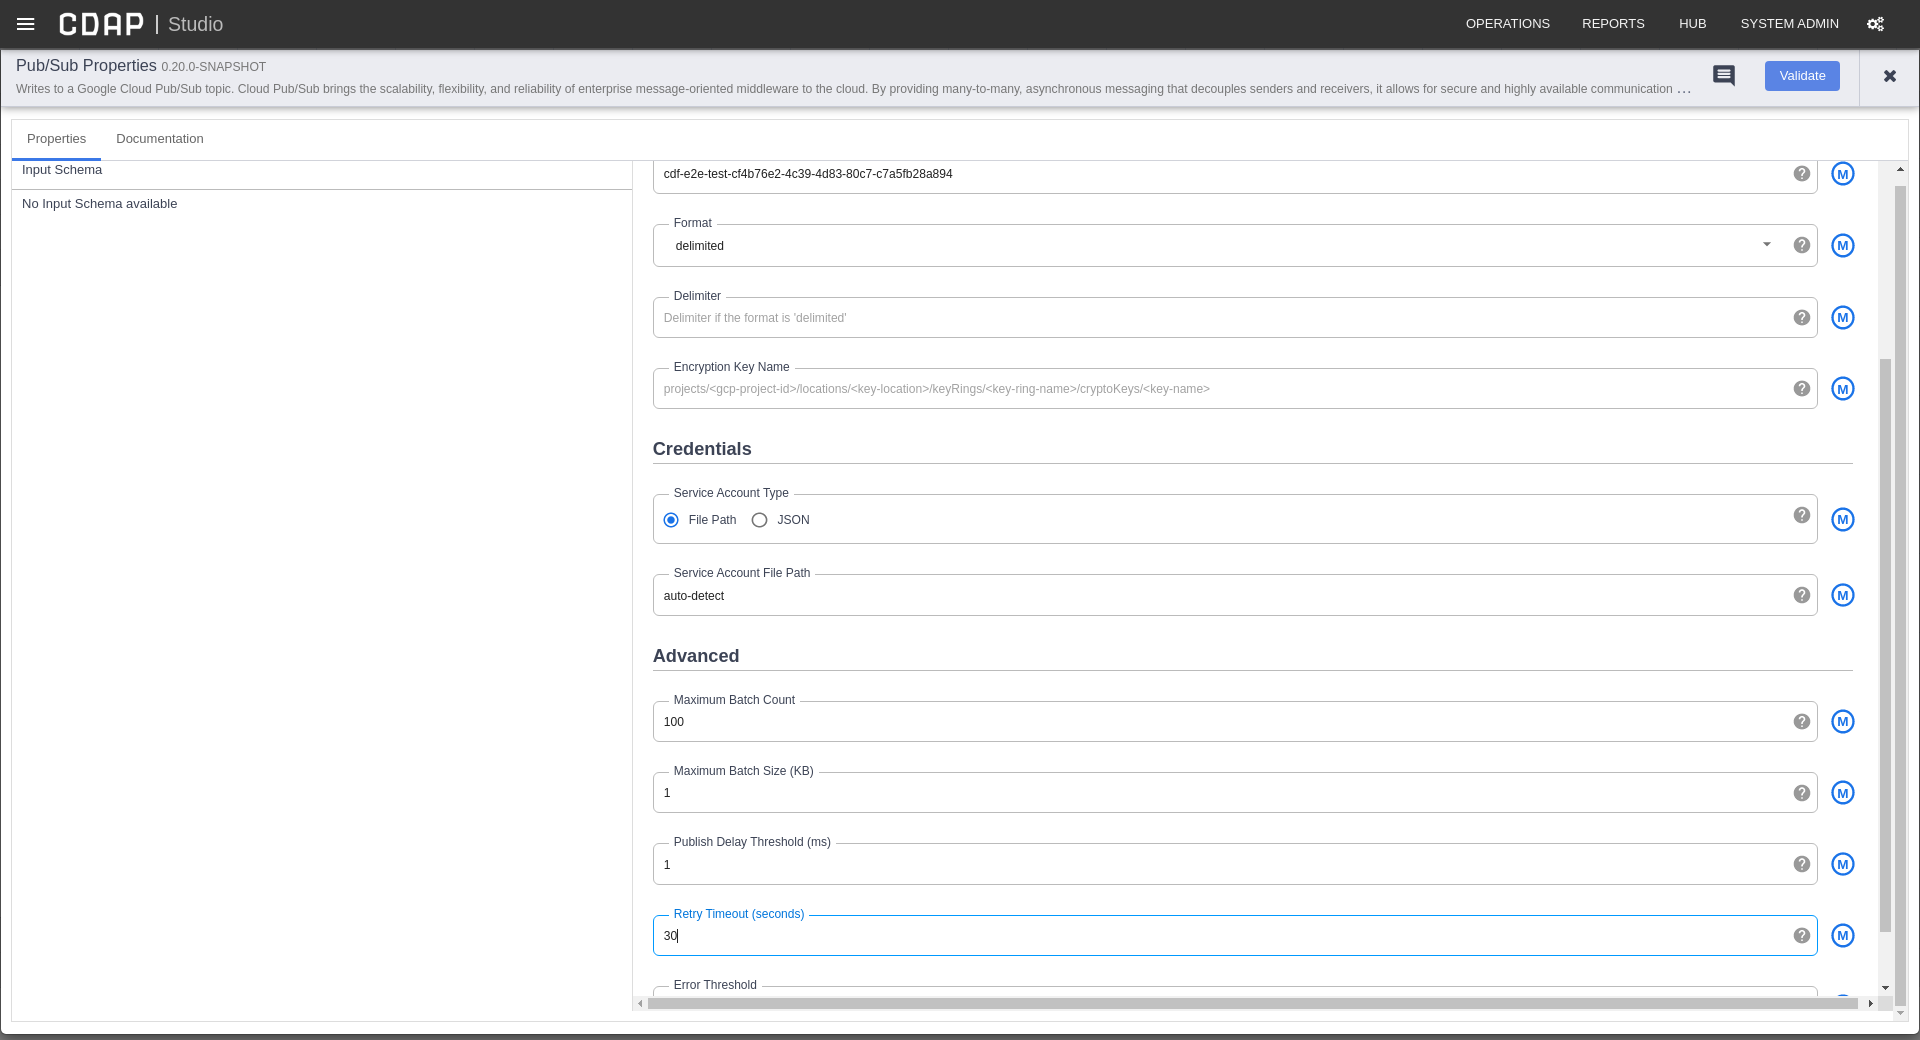 CDAP | Studio
OPERATIONS REPORTS HUB SYSTEM ADMIN
Pub/Sub Properties 0.20.0-SNAPSHOT
Writes to a Google Cloud Pub/Sub topic. Cloud Pub/Sub brings the scalability, flexibility, and reliability of enterprise message-oriented middleware to the cloud. By providing many-to-many, asynchronous messaging that decouples senders and receivers, it allows for secure and highly available communication ...
Validate
Properties Documentation
Input Schema
No Input Schema available
cdf-e2e-test-cf4b76e2-4c39-4d83-80c7-c7a5fb28a894
? M
Format
delimited
? M
Delimiter
Delimiter if the format is 'delimited'
? M
Encryption Key Name
projects/<gcp-project-id>/locations/<key-location>/keyRings/<key-ring-name>/cryptoKeys/<key-name>
? M
Credentials
Service Account Type
File Path JSON
? M
Service Account File Path
auto-detect
? M
Advanced
Maximum Batch Count
100
? M
Maximum Batch Size (KB)
1
? M
Publish Delay Threshold (ms)
1
? M
Retry Timeout (seconds)
30
? M
Error Threshold